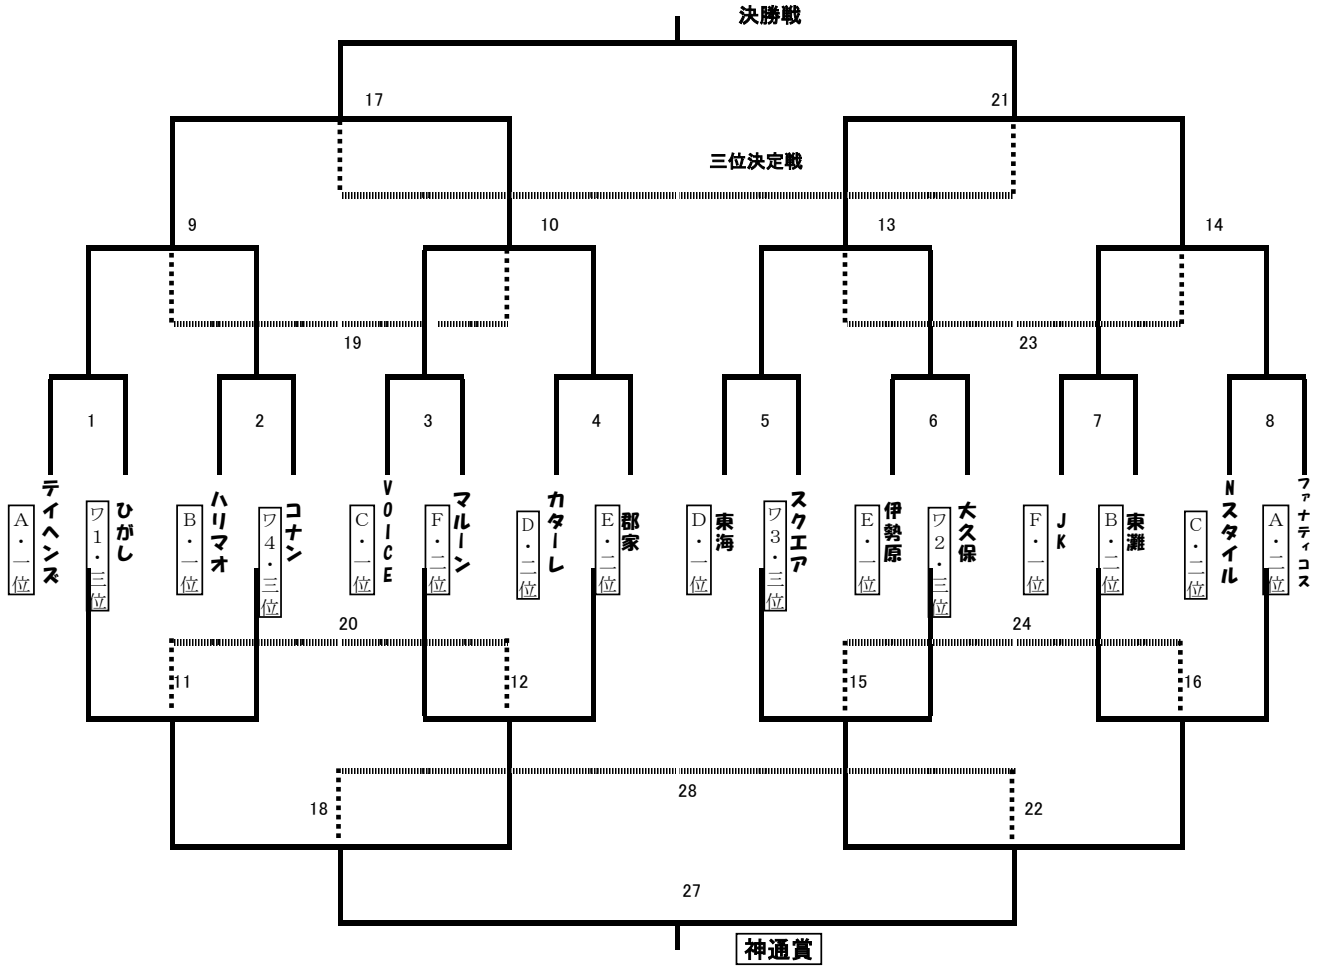 決勝戦
17
21
三位決定戦
9
10
13
14
19
23
1
2
3
4
5
6
7
8
A・一位
テイヘンズ
ワ1・三位
ひがし
B・一位
ハリマオ
ワ4・三位
コナン
C・一位
VOICE
F・二位
マルーン
D・二位
カターレ
E・二位
郡家
D・一位
東海
ワ3・三位
スクエア
E・一位
伊勢原
ワ2・三位
大久保
F・一位
JK
B・二位
東灘
C・二位
Nスタイル
A・二位
ファナティコス
20
24
11
12
15
16
28
18
22
27
神通賞